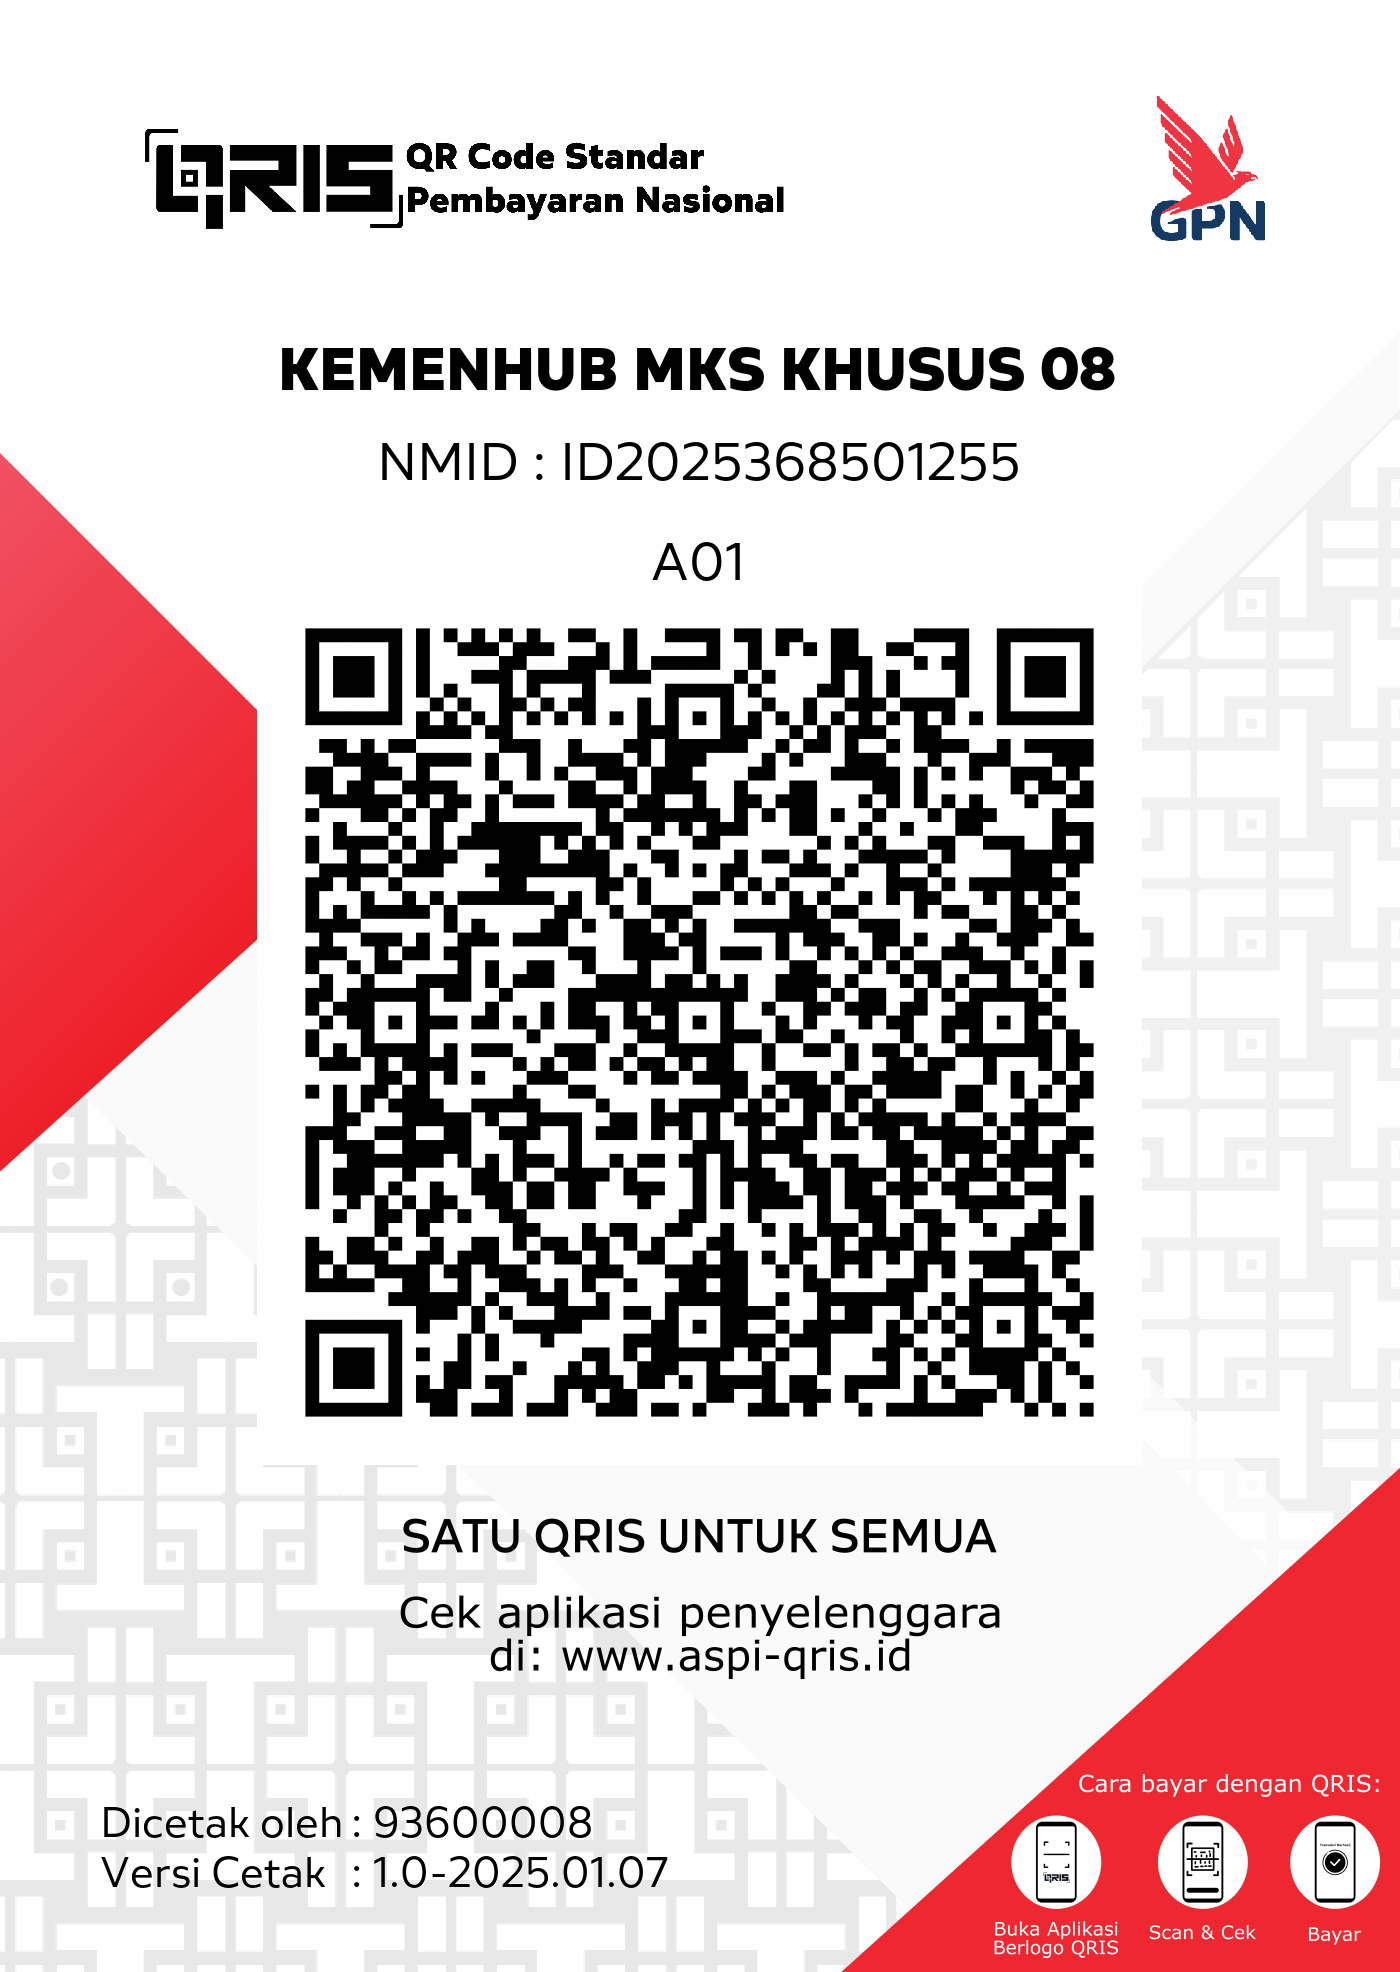 QRIS QR Code Standar
Pembayaran Nasional
GPN
KEMENHUB MKS KHUSUS 08
NMID : ID2025368501255
A01
SATU QRIS UNTUK SEMUA
Cek aplikasi penyelenggara
di: www.aspi-qris.id
Dicetak oleh : 93600008
Versi Cetak : 1.0-2025.01.07
Cara bayar dengan QRIS:
QRIS
Buka Aplikasi
Berlogo QRIS
Scan & Cek
Bayar